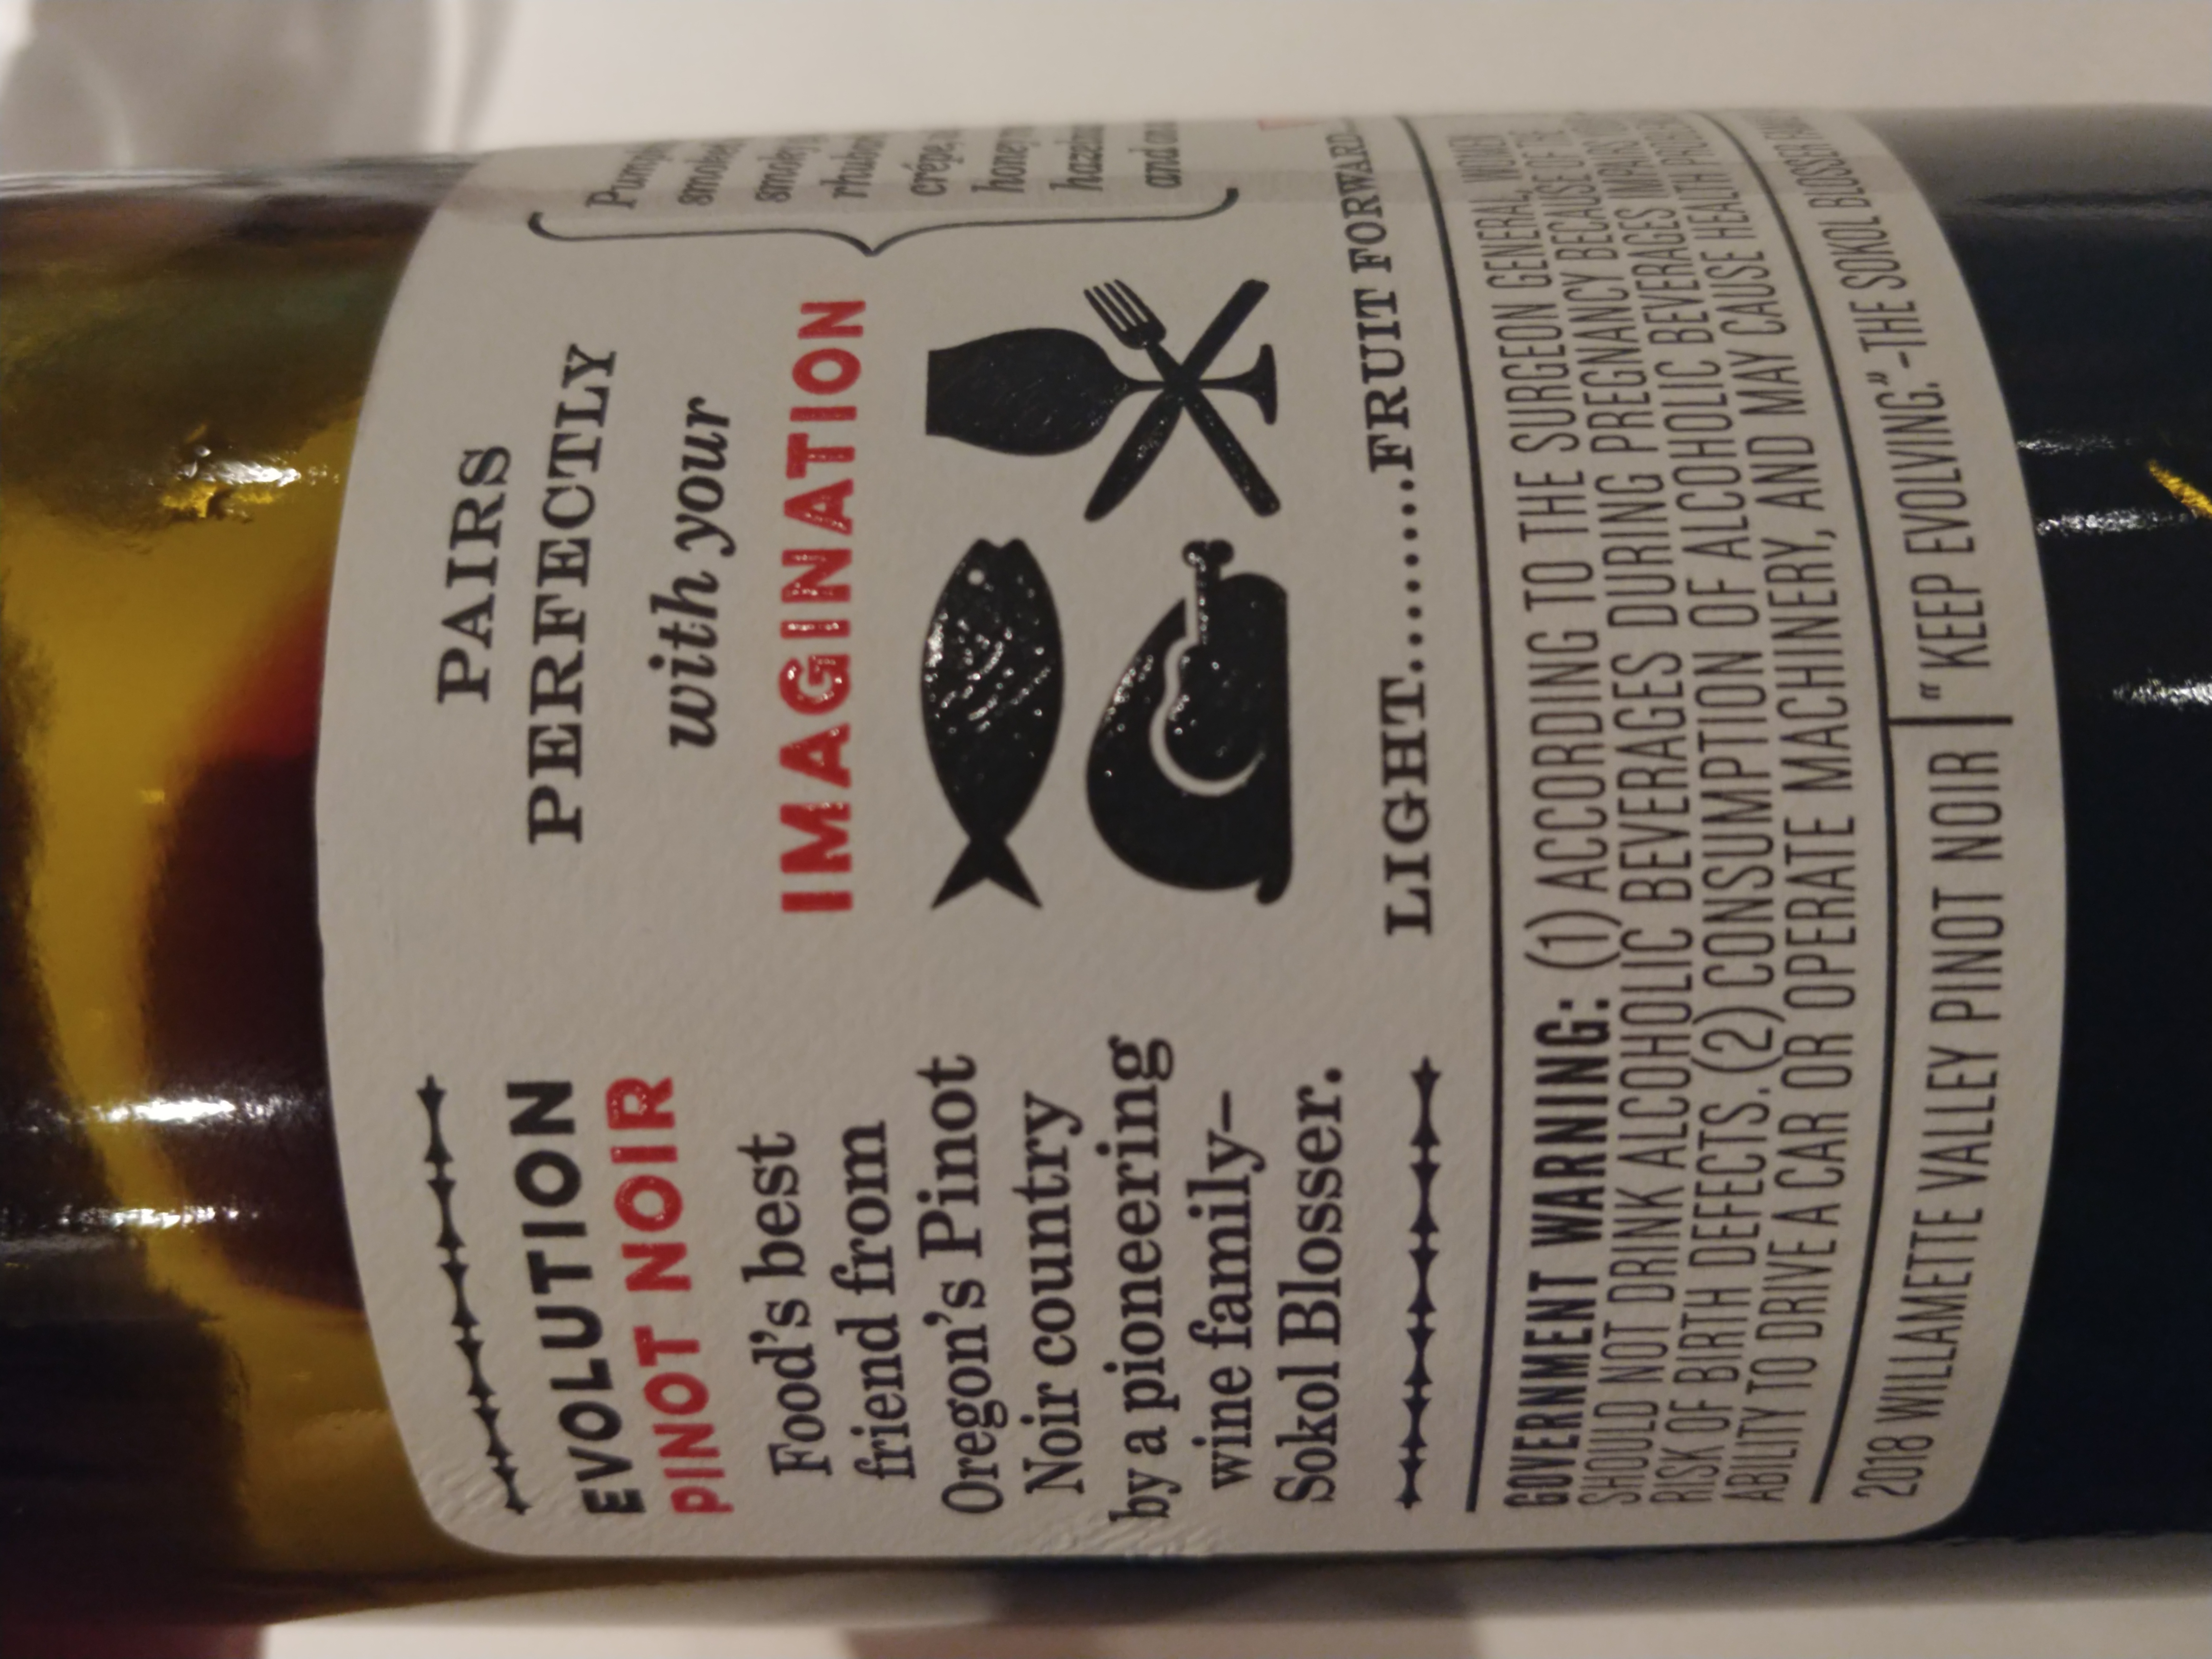 EVOLUTION
PINOT NOIR
Food's best
friend from
Oregon's Pinot
Noir country
by a pioneering
wine family–
Sokol Blosser.
PAIRS
PERFECTLY
with your
IMAGINATION
LIGHT.........FRUIT FORWARD
and
GOVERNMENT WARNING: (1) ACCORDING TO THE SURGEON GENERAL, WOMEN
SHOULD NOT DRINK ALCOHOLIC BEVERAGES DURING PREGNANCY BECAUSE OF THE
RISK OF BIRTH DEFECTS. (2) CONSUMPTION OF ALCOHOLIC BEVERAGES IMPAIRS YOUR
ABILITY TO DRIVE A CAR OR OPERATE MACHINERY, AND MAY CAUSE HEALTH
2018 WILLAMETTE VALLEY PINOT NOIR | "KEEP EVOLVING." -THE SOKOL BLOSSER